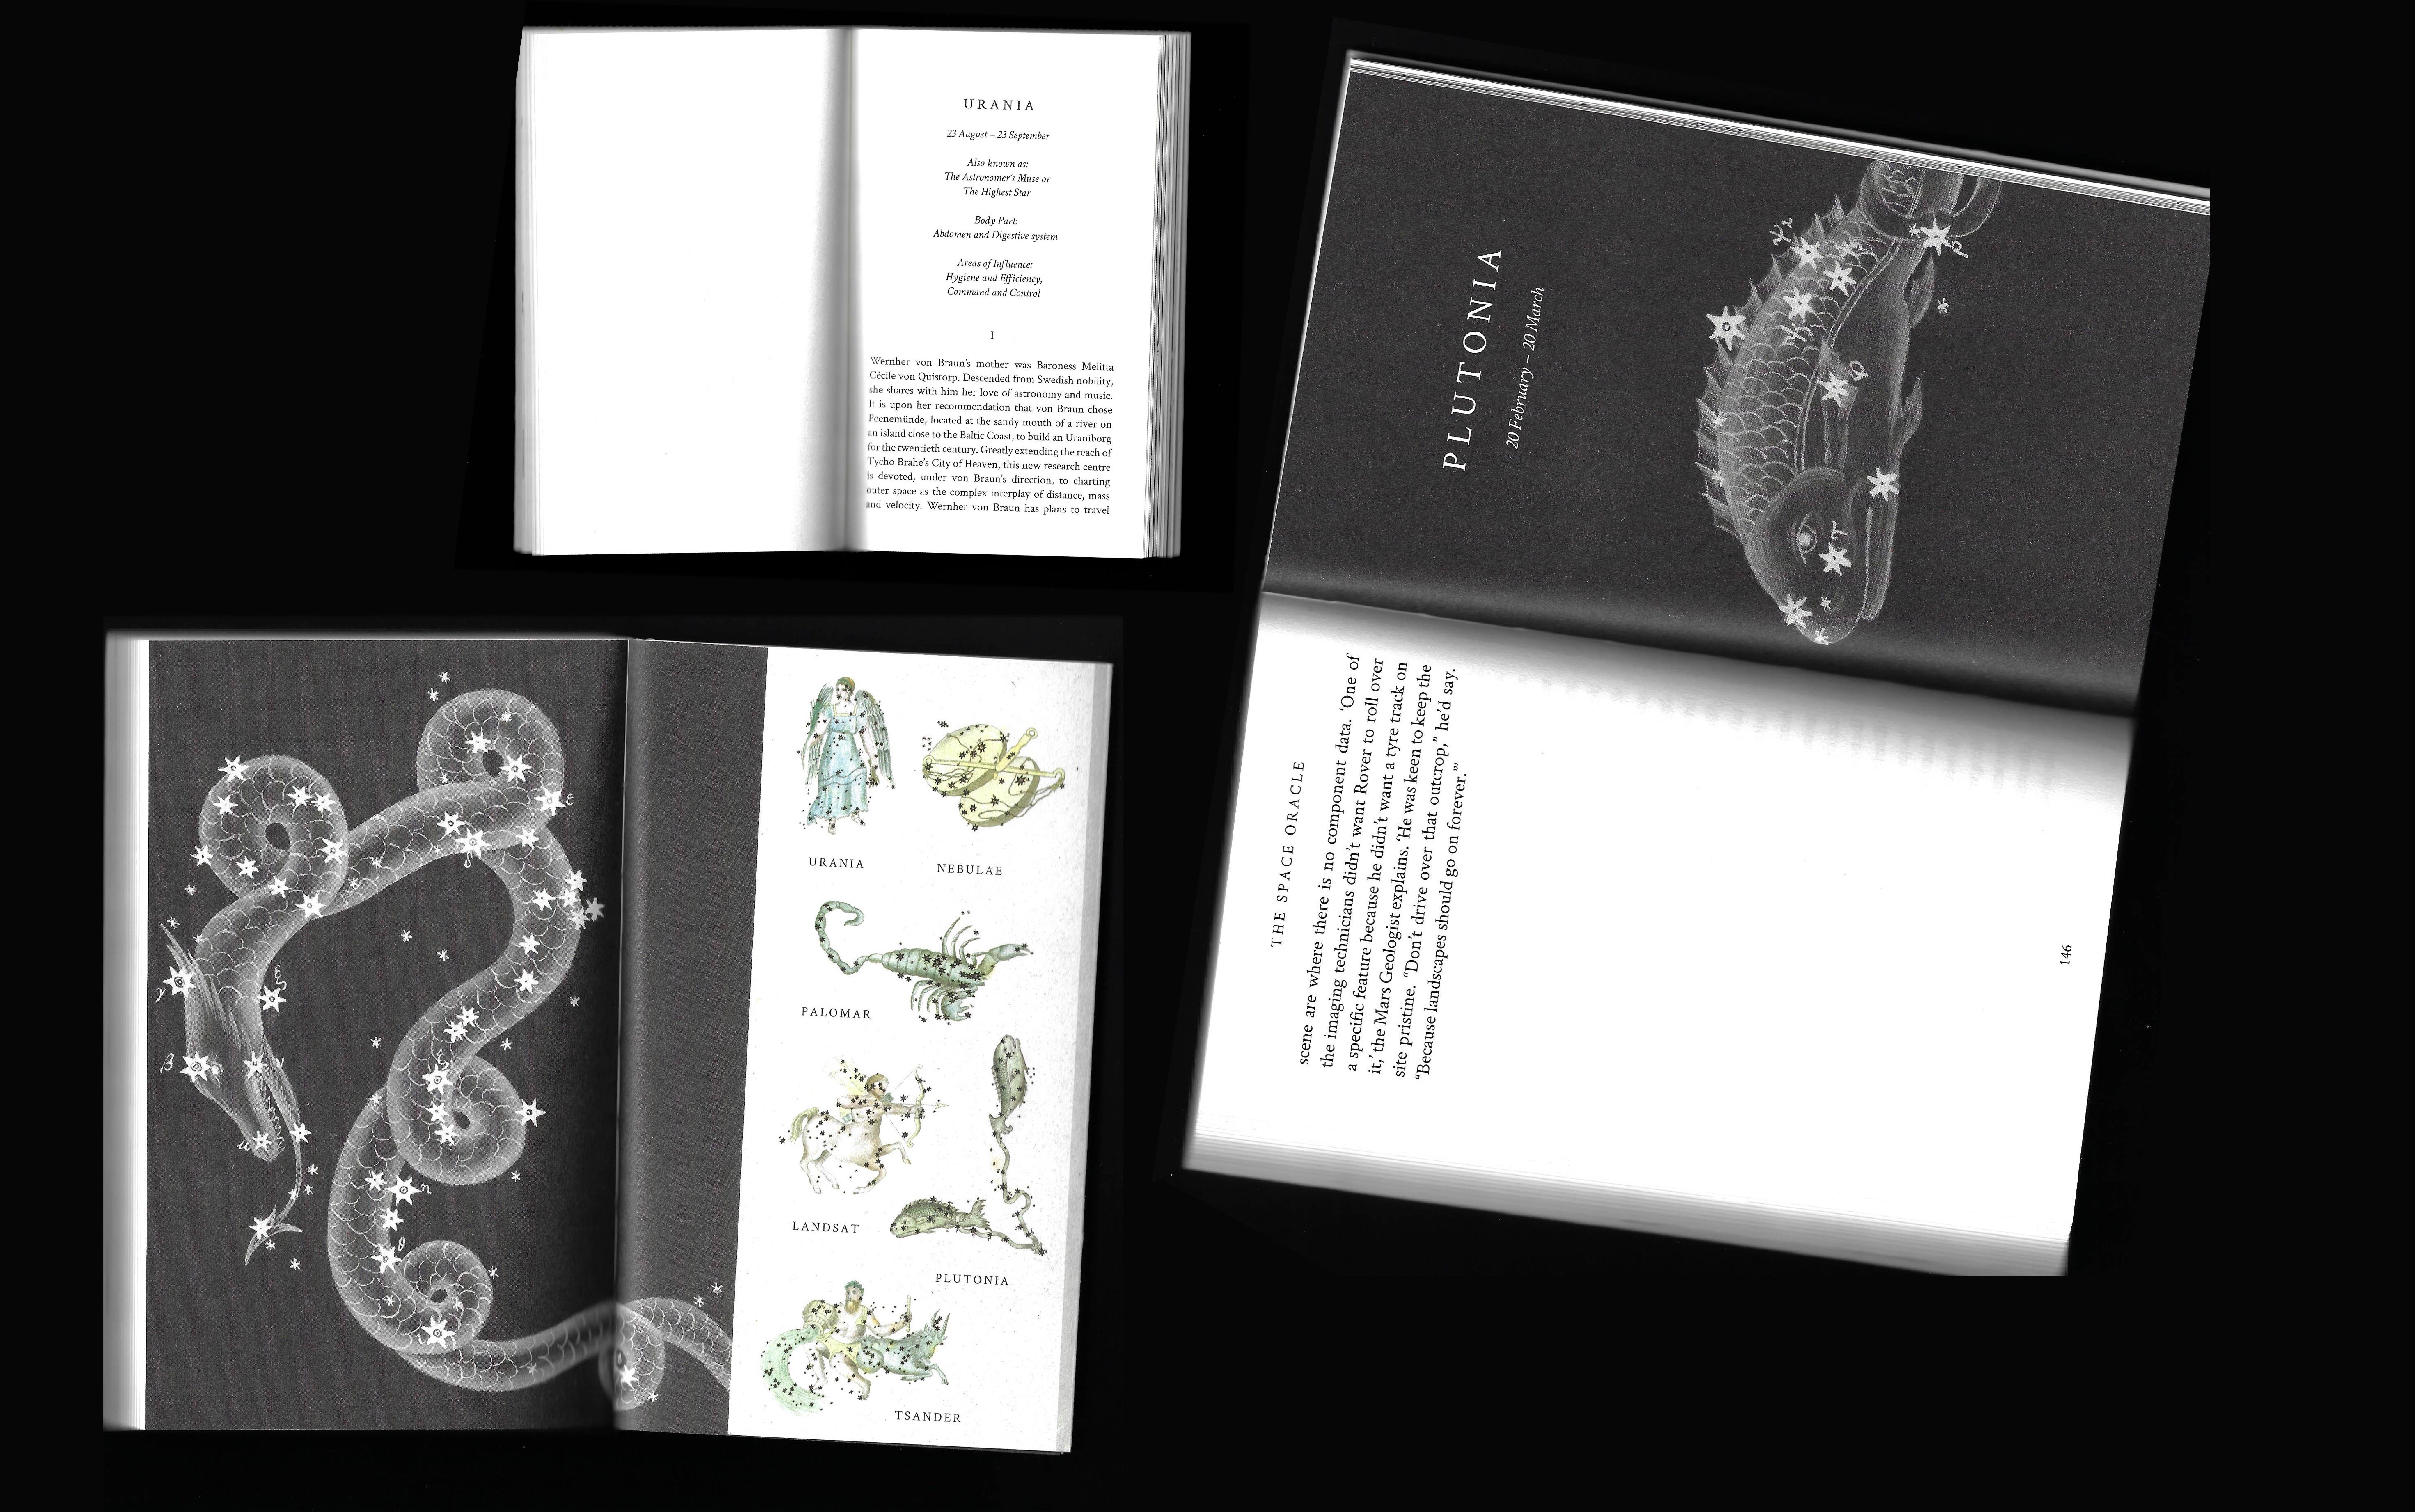 URANIA
23 August – 23 September
Also known as:
The Astronomer's Muse or
The Highest Star
Body Part:
Abdomen and Digestive system
Areas of Influence:
Hygiene and Efficiency,
Command and Control
I
Wernher von Braun's mother was Baroness Melitta
Cécile von Quistorp. Descended from Swedish nobility,
she shares with him her love of astronomy and music.
It is upon her recommendation that von Braun chose
Peenemünde, located at the sandy mouth of a river on
an island close to the Baltic Coast, to build an Uraniborg
for the twentieth century. Greatly extending the reach of
Tycho Brahe's City of Heaven, this new research centre
is devoted, under von Braun's direction, to charting
outer space as the complex interplay of distance, mass
and velocity. Wernher von Braun has plans to travel
URANIA
NEBULAE
PALOMAR
LANDSAT
PLUTONIA
TSANDER
γ
β
ξ
ν
μ
ε
δ
ξ
η
θ
ι
THE SPACE ORACLE
scene are where there is no component data. 'One of
the imaging technicians didn't want Rover to roll over
a specific feature because he didn't want a tyre track on
it,' the Mars Geologist explains. 'He was keen to keep the
site pristine. “Don't drive over that outcrop,” he'd say.
“Because landscapes should go on forever.”'
146
PLUTONIA
20 February – 20 March
ρ
φ
τ